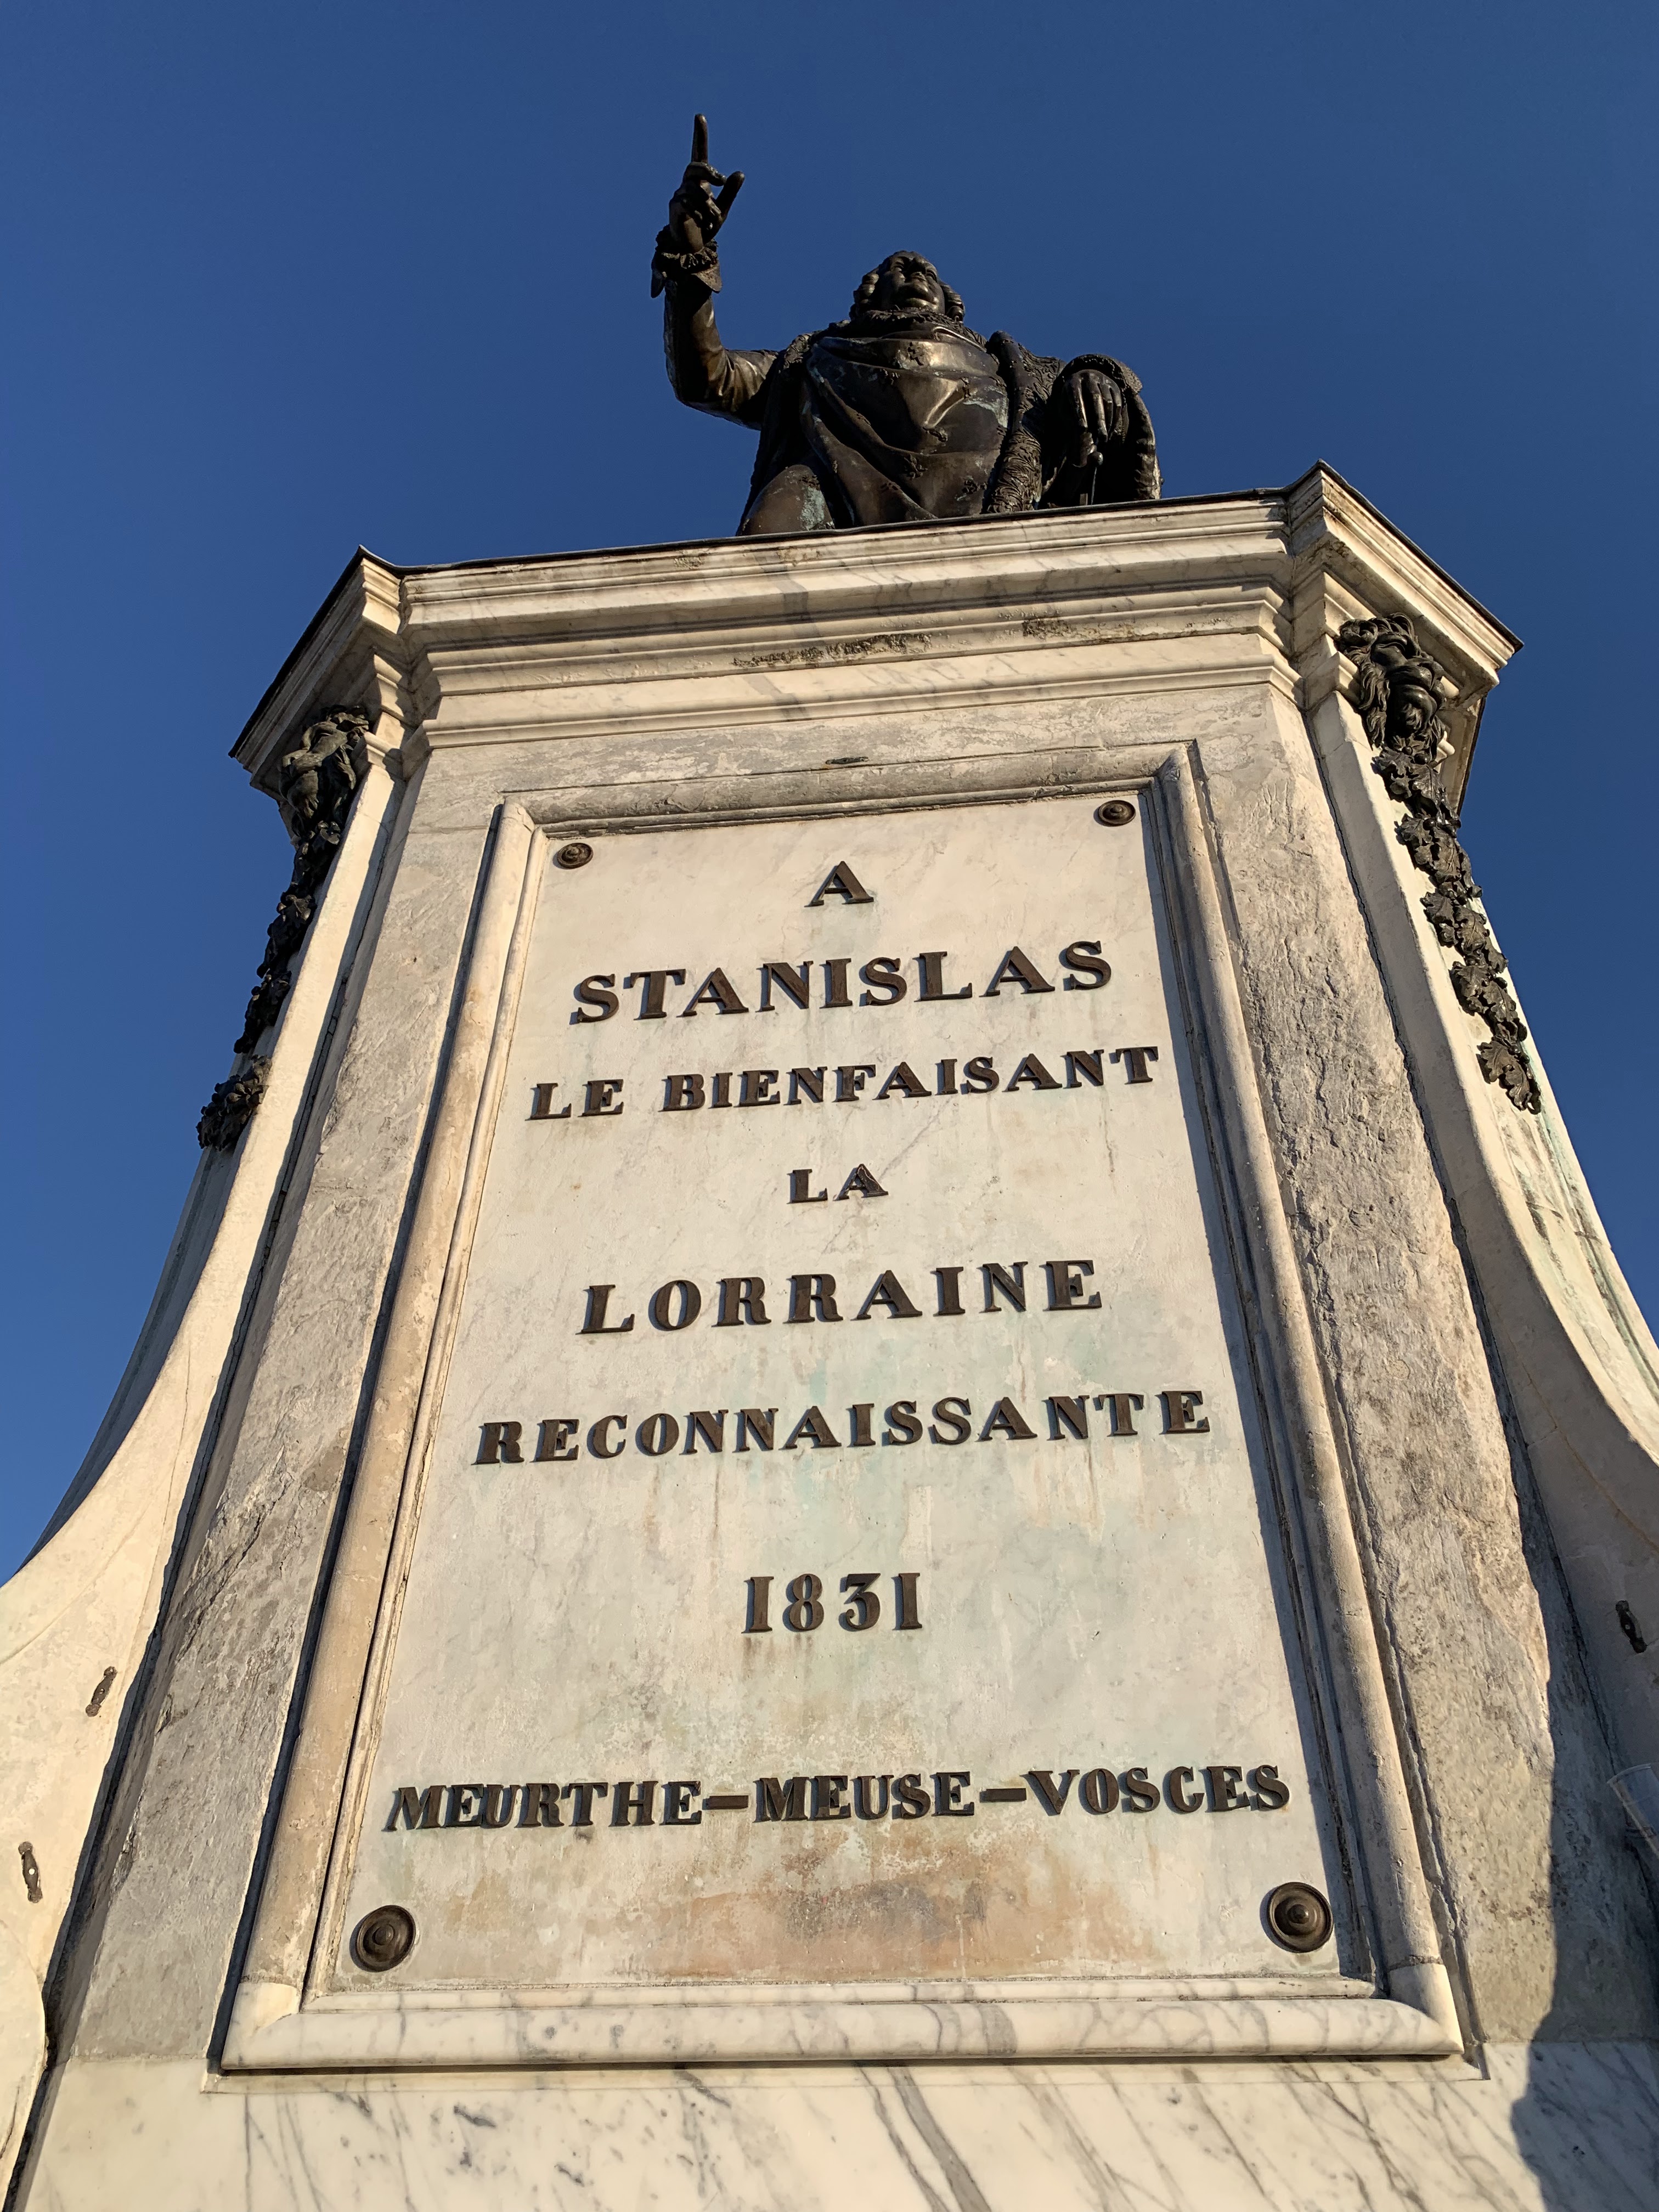 A
STANISLAS
LE BIENFAISANT
LA
LORRAINE
RECONNAISSANTE
1831
MEURTHE-MEUSE-VOSGES